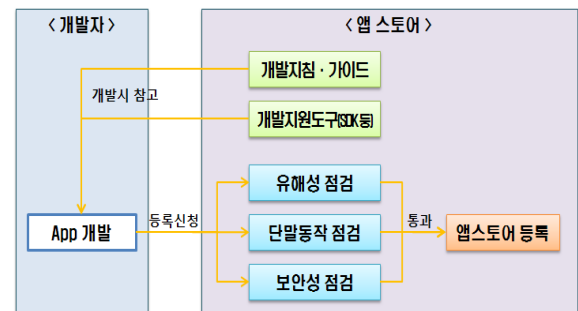 < 개발자 >
< 앱 스토어 >
개발지침 · 가이드
개발시 참고
개발지원도구(SDK 등)
유해성 점검
등록신청
App 개발
단말동작 점검
통과
앱스토어 등록
보안성 점검